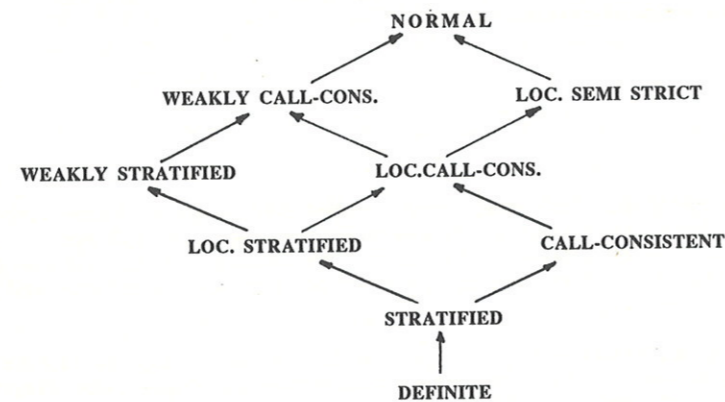 NORMAL
WEAKLY CALL-CONS.
LOC. SEMI STRICT
WEAKLY STRATIFIED
LOC.CALL-CONS.
LOC. STRATIFIED
CALL-CONSISTENT
STRATIFIED
DEFINITE